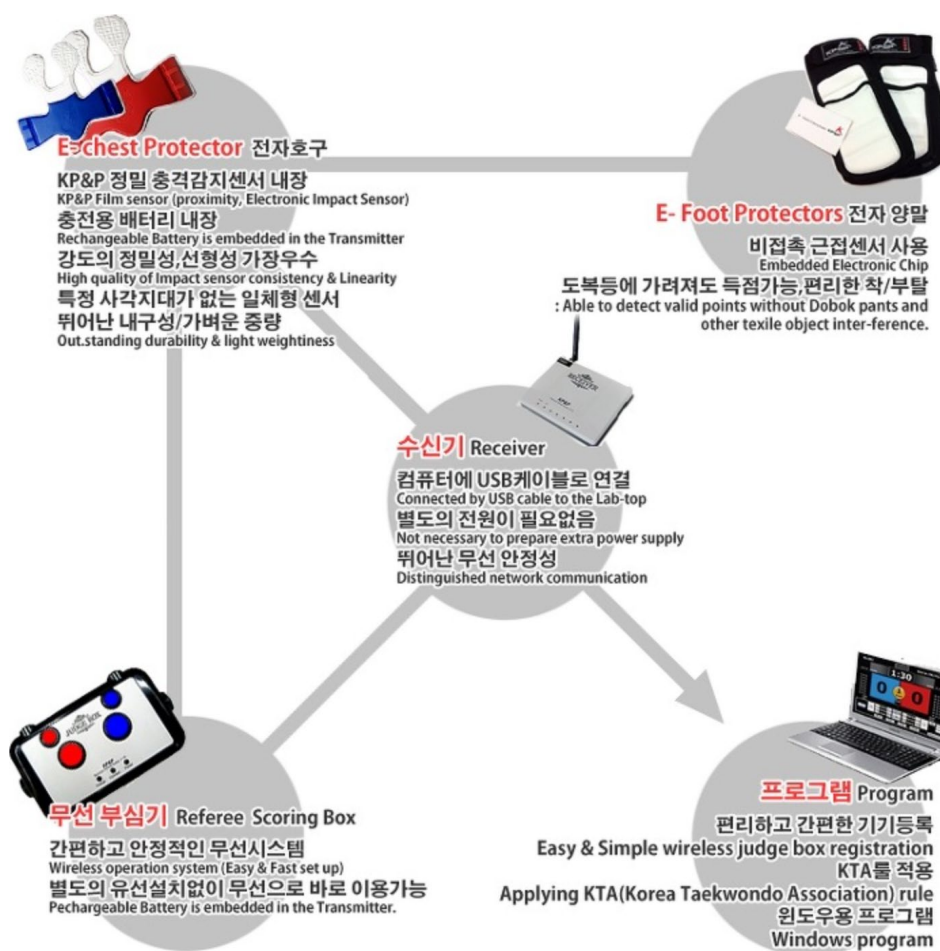 E-chest Protector 전자호구
KP&P 정밀 충격감지센서 내장
KP&P Film sensor (proximity, Electronic Impact Sensor)
충전용 배터리 내장
Rechangeable Battery is embedded in the Transmitter
강도의 정밀성,선형성 가장우수
High quality of Impact sensor consistency & Linearity
특정 사각지대가 없는 일체형 센서
뛰어난 내구성/가벼운 중량
Out.standing durability & light weightiness
E- Foot Protectors 전자 양말
비접촉 근접센서 사용
Embedded Electronic Chip
도복등에 가려져도 득점가능,편리한 착/부탈
: Able to detect valid points without Dobok pants and
other texile object inter-ference.
RECEIVER
수신기 Receiver
컴퓨터에 USB케이블로 연결
Connected by USB cable to the Lab-top
별도의 전원이 필요없음
Not necessary to prepare extra power supply
뛰어난 무선 안정성
Distinguished network communication
JUDGE BOX
무선 부심기 Referee Scoring Box
간편하고 안정적인 무선시스템
Wireless operation system (Easy & Fast set up)
별도의 유선설치없이 무선으로 바로 이용가능
Pechargeable Battery is embedded in the Transmitter.
1:30
0 0
프로그램 Program
편리하고 간편한 기기등록
Easy & Simple wireless judge box registration
KTA룰 적용
Applying KTA(Korea Taekwondo Association) rule
윈도우용 프로그램
Windows program